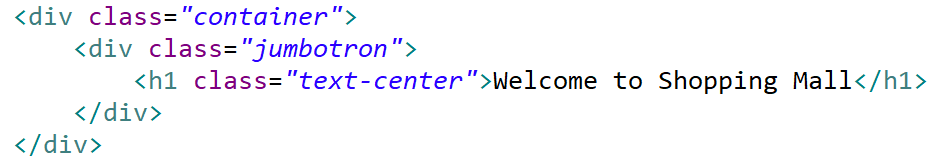 <div class="container">
    <div class="jumbotron">
        <h1 class="text-center">Welcome to Shopping Mall</h1>
    </div>
</div>